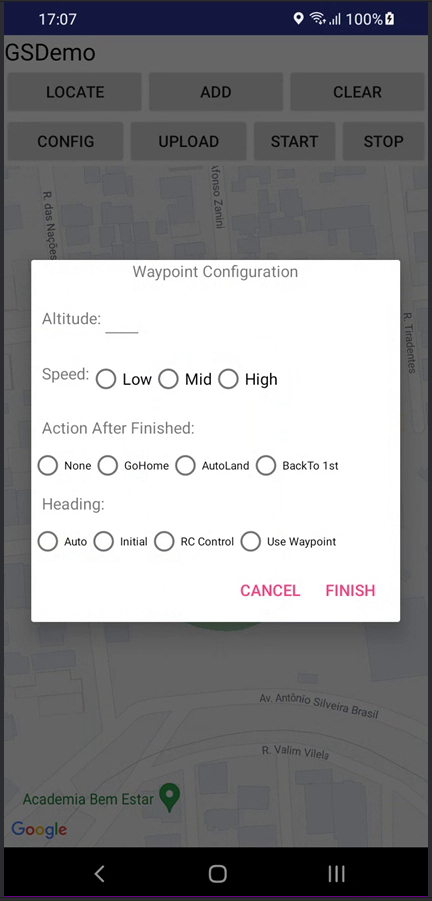 17:07 100%
GSDemo
LOCATE ADD CLEAR
CONFIG UPLOAD START STOP
R. das Nações
Afonso Zanini
R. Tiradentes
Waypoint Configuration
Altitude:
Speed: Low Mid High
Action After Finished:
None GoHome AutoLand BackTo 1st
Heading:
Auto Initial RC Control Use Waypoint
CANCEL FINISH
Av. Antônio Silveira Brasil
R. Valim Vilela
Academia Bem Estar
Google